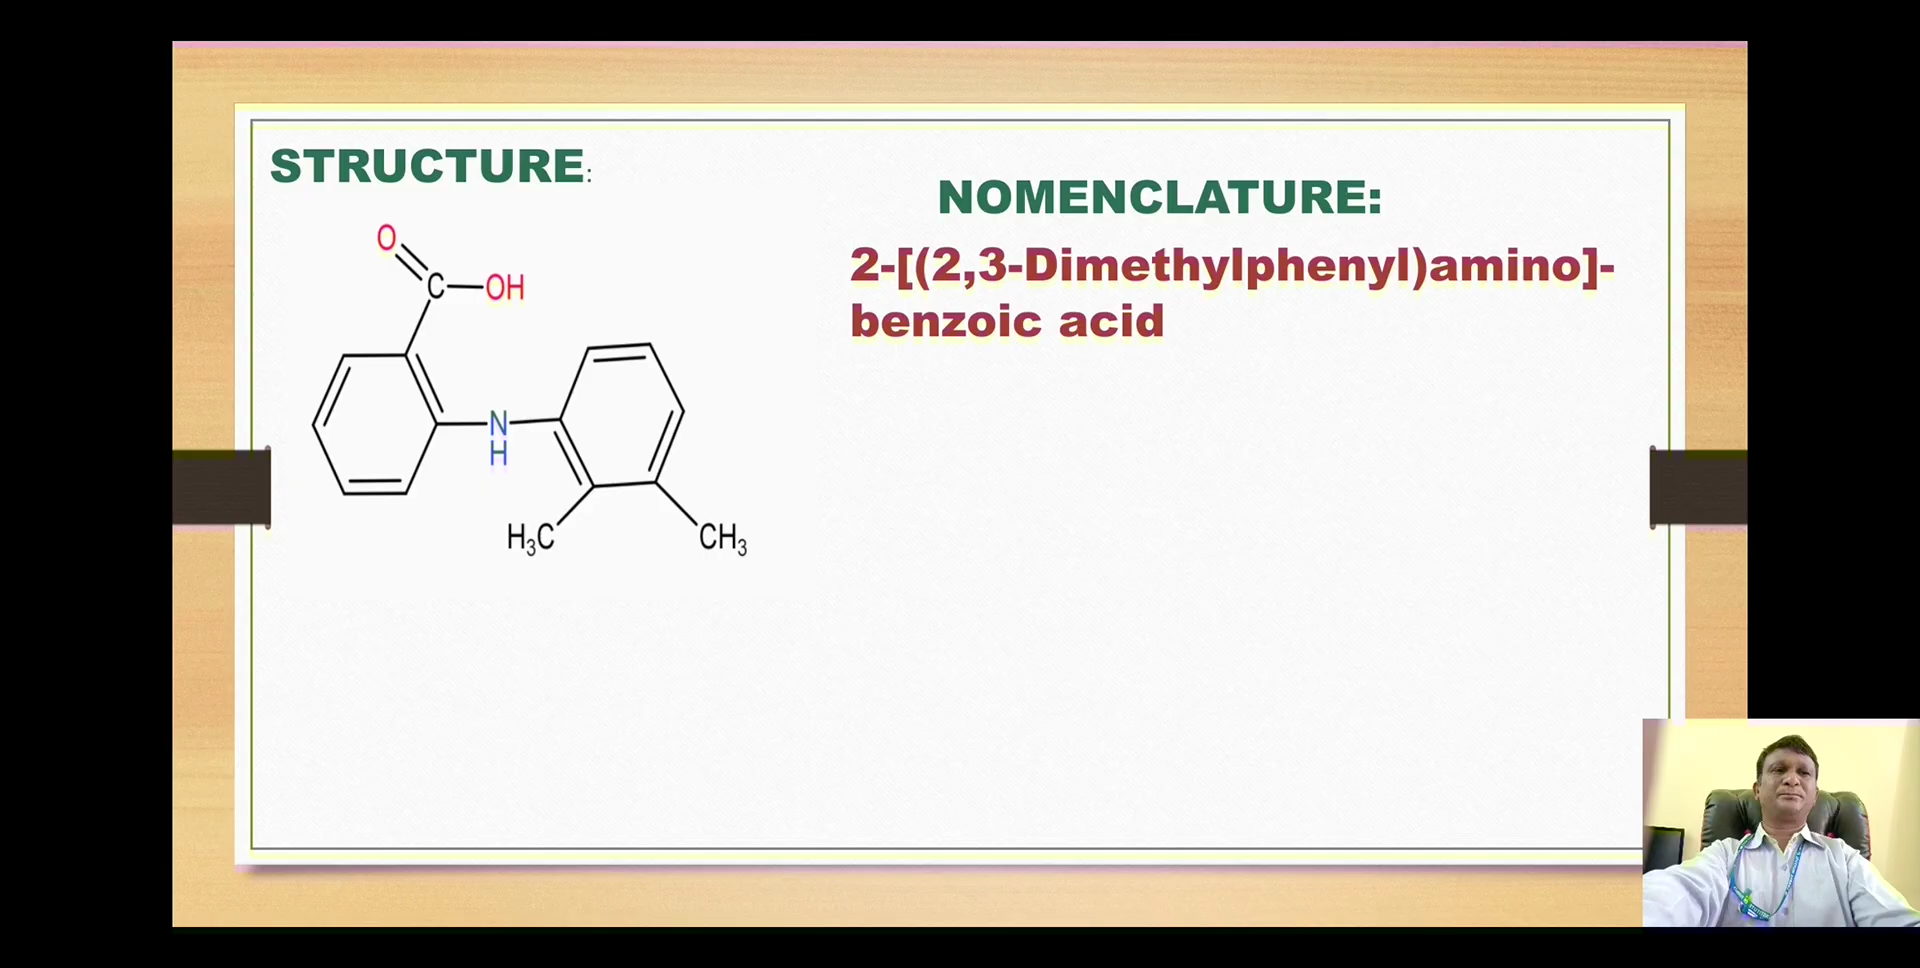 STRUCTURE:
NOMENCLATURE:
2-[(2,3-Dimethylphenyl)amino]-
benzoic acid
O
C
OH
N
H
H₃C
CH₃